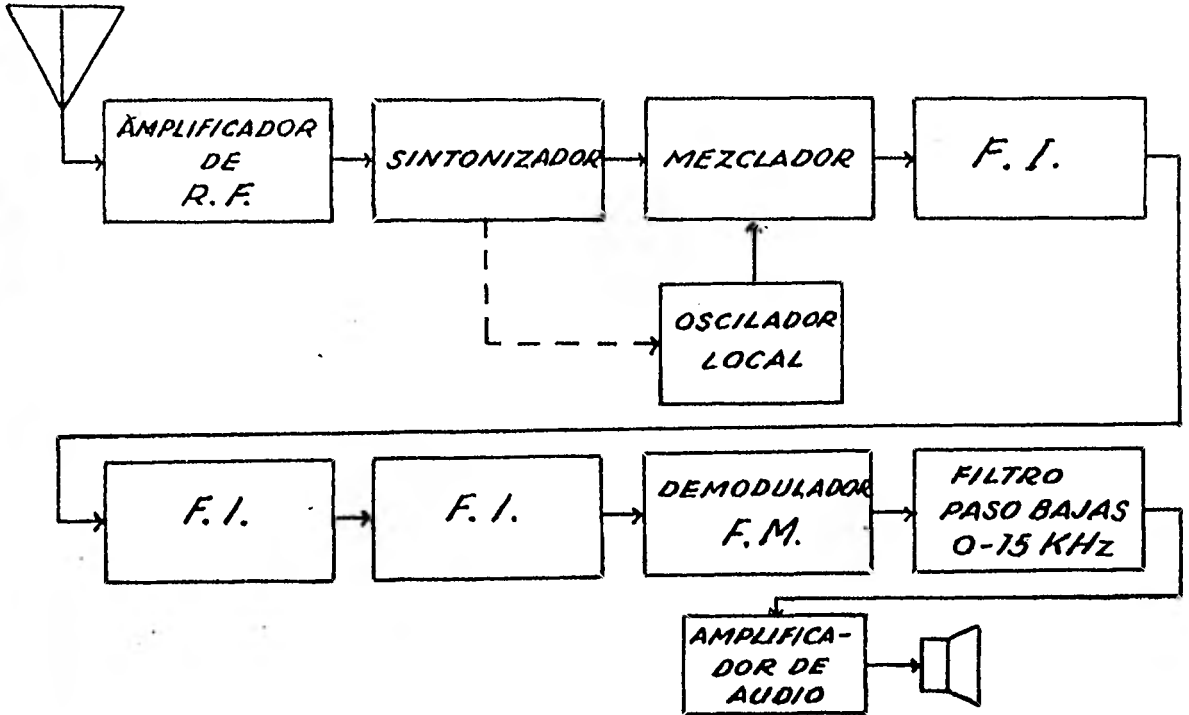 AMPLIFICADOR
DE
R. F.
SINTONIZADOR
MEZCLADOR
F. I.
OSCILADOR
LOCAL
F. I.
F. I.
DEMODULADOR
F. M.
FILTRO
PASO BAJAS
0-15 KHz
AMPLIFICA-
DOR DE
AUDIO